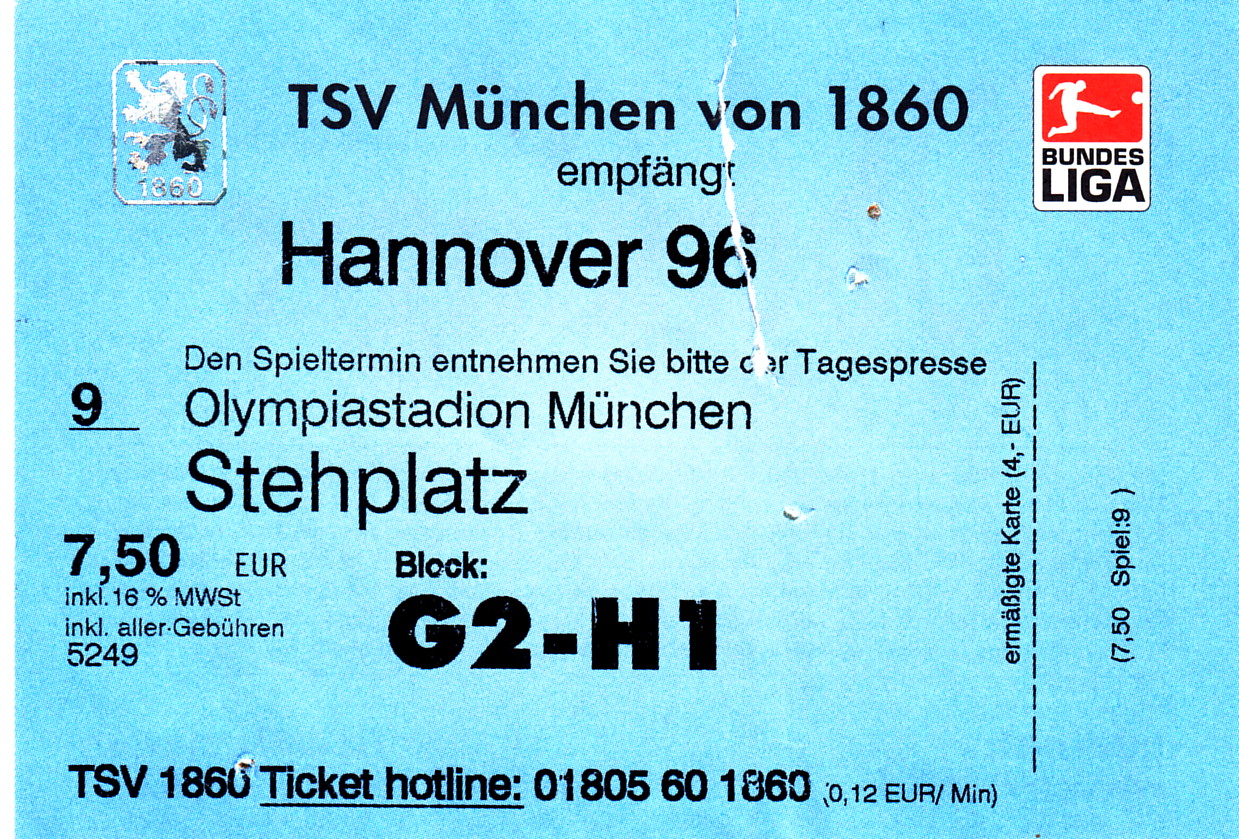 TSV München von 1860
1860
empfängt
BUNDES
LIGA
Hannover 96
Den Spieltermin entnehmen Sie bitte der Tagespresse
9
Olympiastadion München
Stehplatz
7,50 EUR
Block:
inkl. 16 % MWSt
inkl. aller Gebühren
5249
G2-H1
ermäßigte Karte (4,- EUR)
(7,50 Spiel:9 )
TSV 1860 Ticket hotline: 01805 60 1860 (0,12 EUR/ Min)